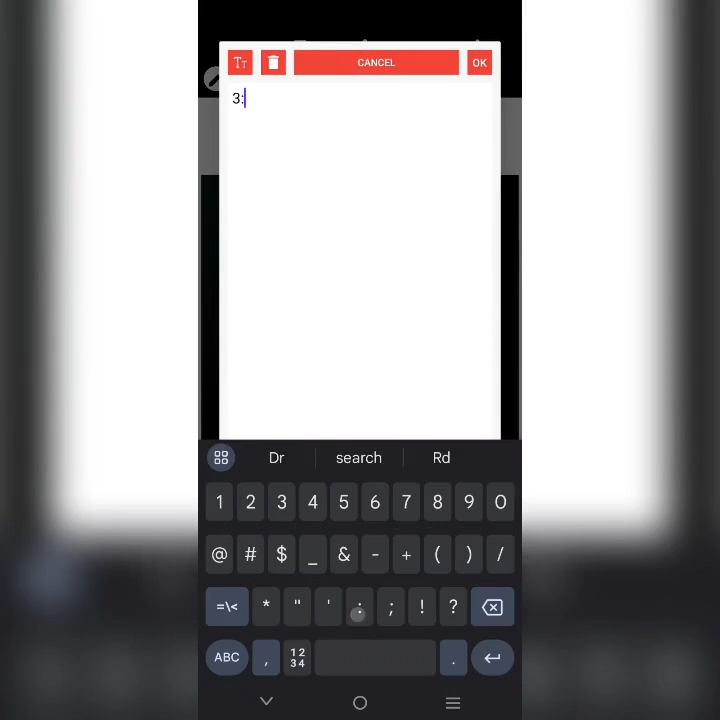 Tт CANCEL OK
3:
Dr search Rd
1 2 3 4 5 6 7 8 9 0
@ # $ _ & - + ( ) /
=\< * " ' : ; ! ?
ABC , 12 34 .